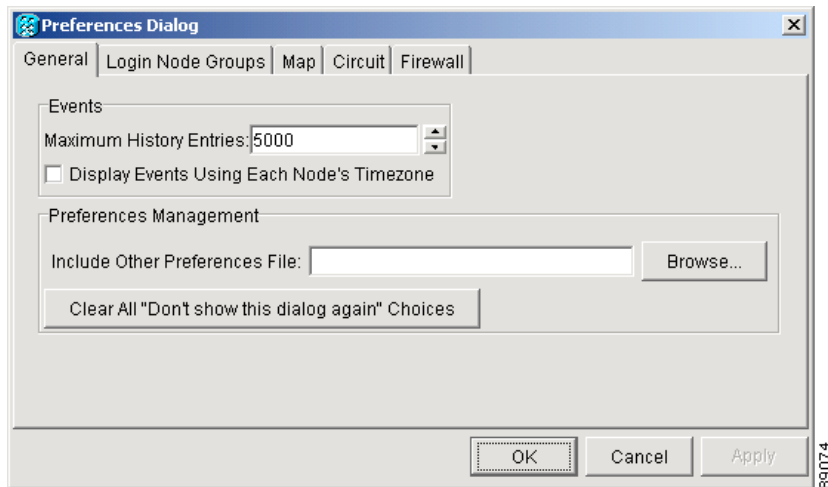 Preferences Dialog
General Login Node Groups Map Circuit Firewall
Events
Maximum History Entries: 5000
Display Events Using Each Node's Timezone
Preferences Management
Include Other Preferences File: Browse...
Clear All "Don't show this dialog again" Choices
OK Cancel Apply
89074